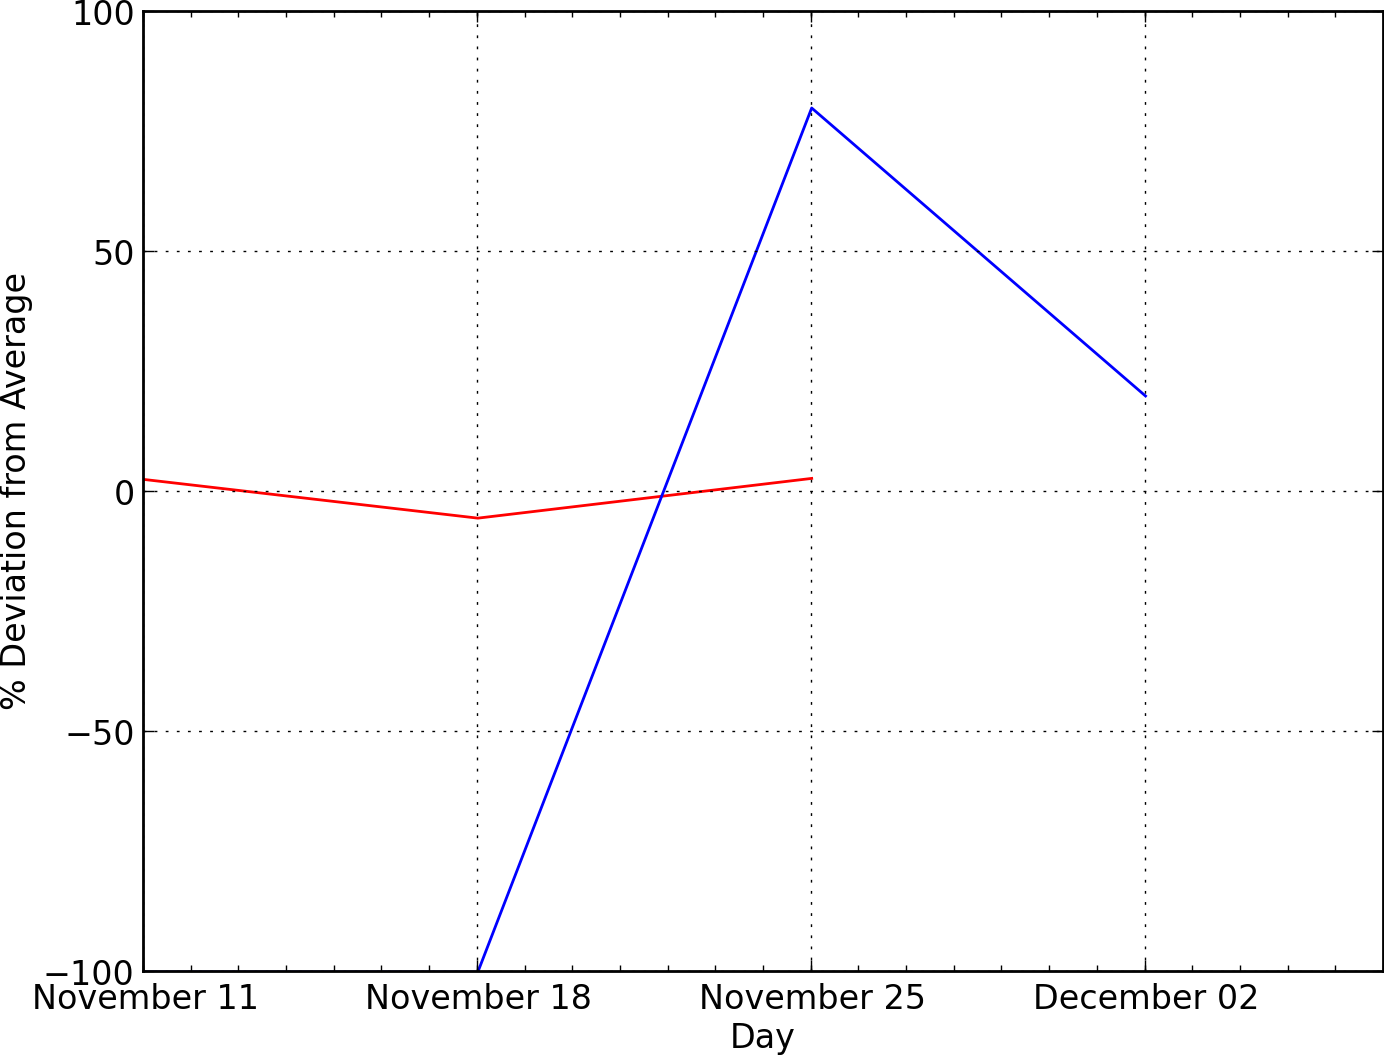 % Deviation from Average
100
50
0
−50
−100
November 11
November 18
November 25
December 02
Day